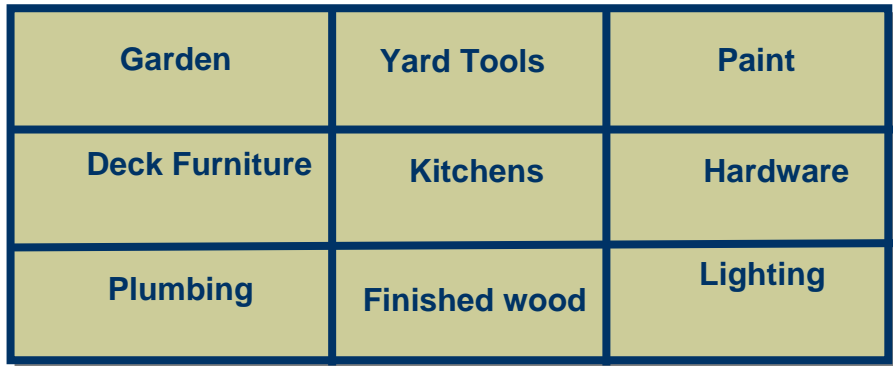 Garden
Yard Tools
Paint
Deck Furniture
Kitchens
Hardware
Plumbing
Finished wood
Lighting